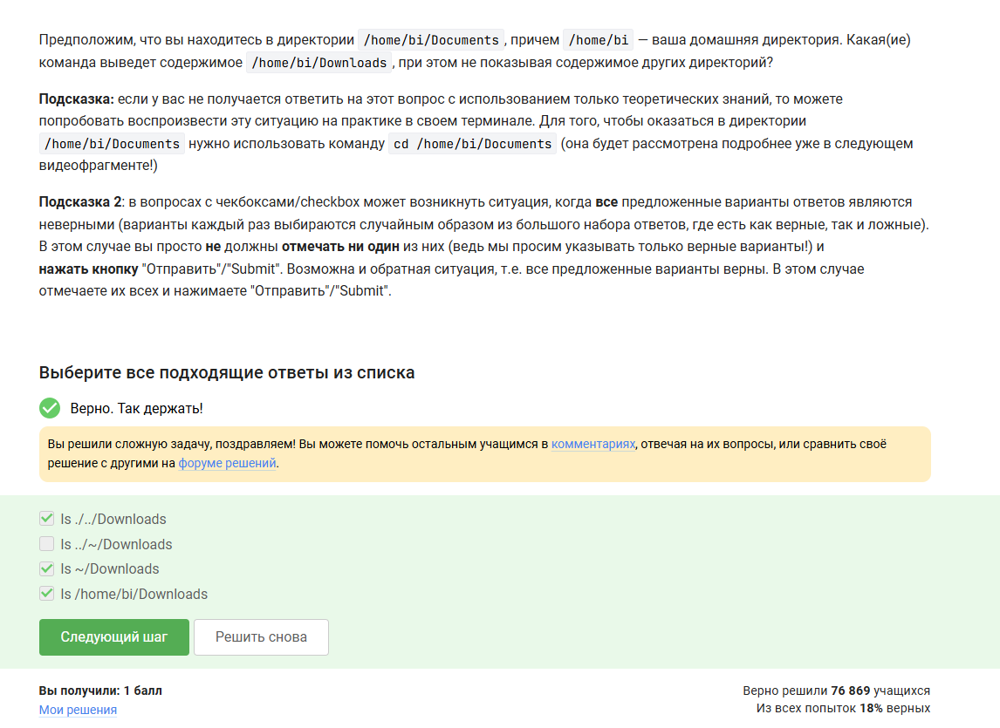 Предположим, что вы находитесь в директории /home/bi/Documents, причем /home/bi — ваша домашняя директория. Какая(ие)
команда выведет содержимое /home/bi/Downloads, при этом не показывая содержимое других директорий?
Подсказка: если у вас не получается ответить на этот вопрос с использованием только теоретических знаний, то можете
попробовать воспроизвести эту ситуацию на практике в своем терминале. Для того, чтобы оказаться в директории
/home/bi/Documents нужно использовать команду cd /home/bi/Documents (она будет рассмотрена подробнее уже в следующем
видеофрагменте!)
Подсказка 2: в вопросах с чекбоксами/checkbox может возникнуть ситуация, когда все предложенные варианты ответов являются
неверными (варианты каждый раз выбираются случайным образом из большого набора ответов, где есть как верные, так и ложные).
В этом случае вы просто не должны отмечать ни один из них (ведь мы просим указывать только верные варианты!) и
нажать кнопку "Отправить"/"Submit". Возможна и обратная ситуация, т.е. все предложенные варианты верны. В этом случае
отмечаете их всех и нажимаете "Отправить"/"Submit".
Выберите все подходящие ответы из списка
Верно. Так держать!
Вы решили сложную задачу, поздравляем! Вы можете помочь остальным учащимся в комментариях, отвечая на их вопросы, или сравнить своё
решение с другими на форуме решений.
ls ./../Downloads
ls ../~/Downloads
ls ~/Downloads
ls /home/bi/Downloads
Следующий шаг Решить снова
Вы получили: 1 балл Верно решили 76 869 учащихся
Мои решения Из всех попыток 18% верных